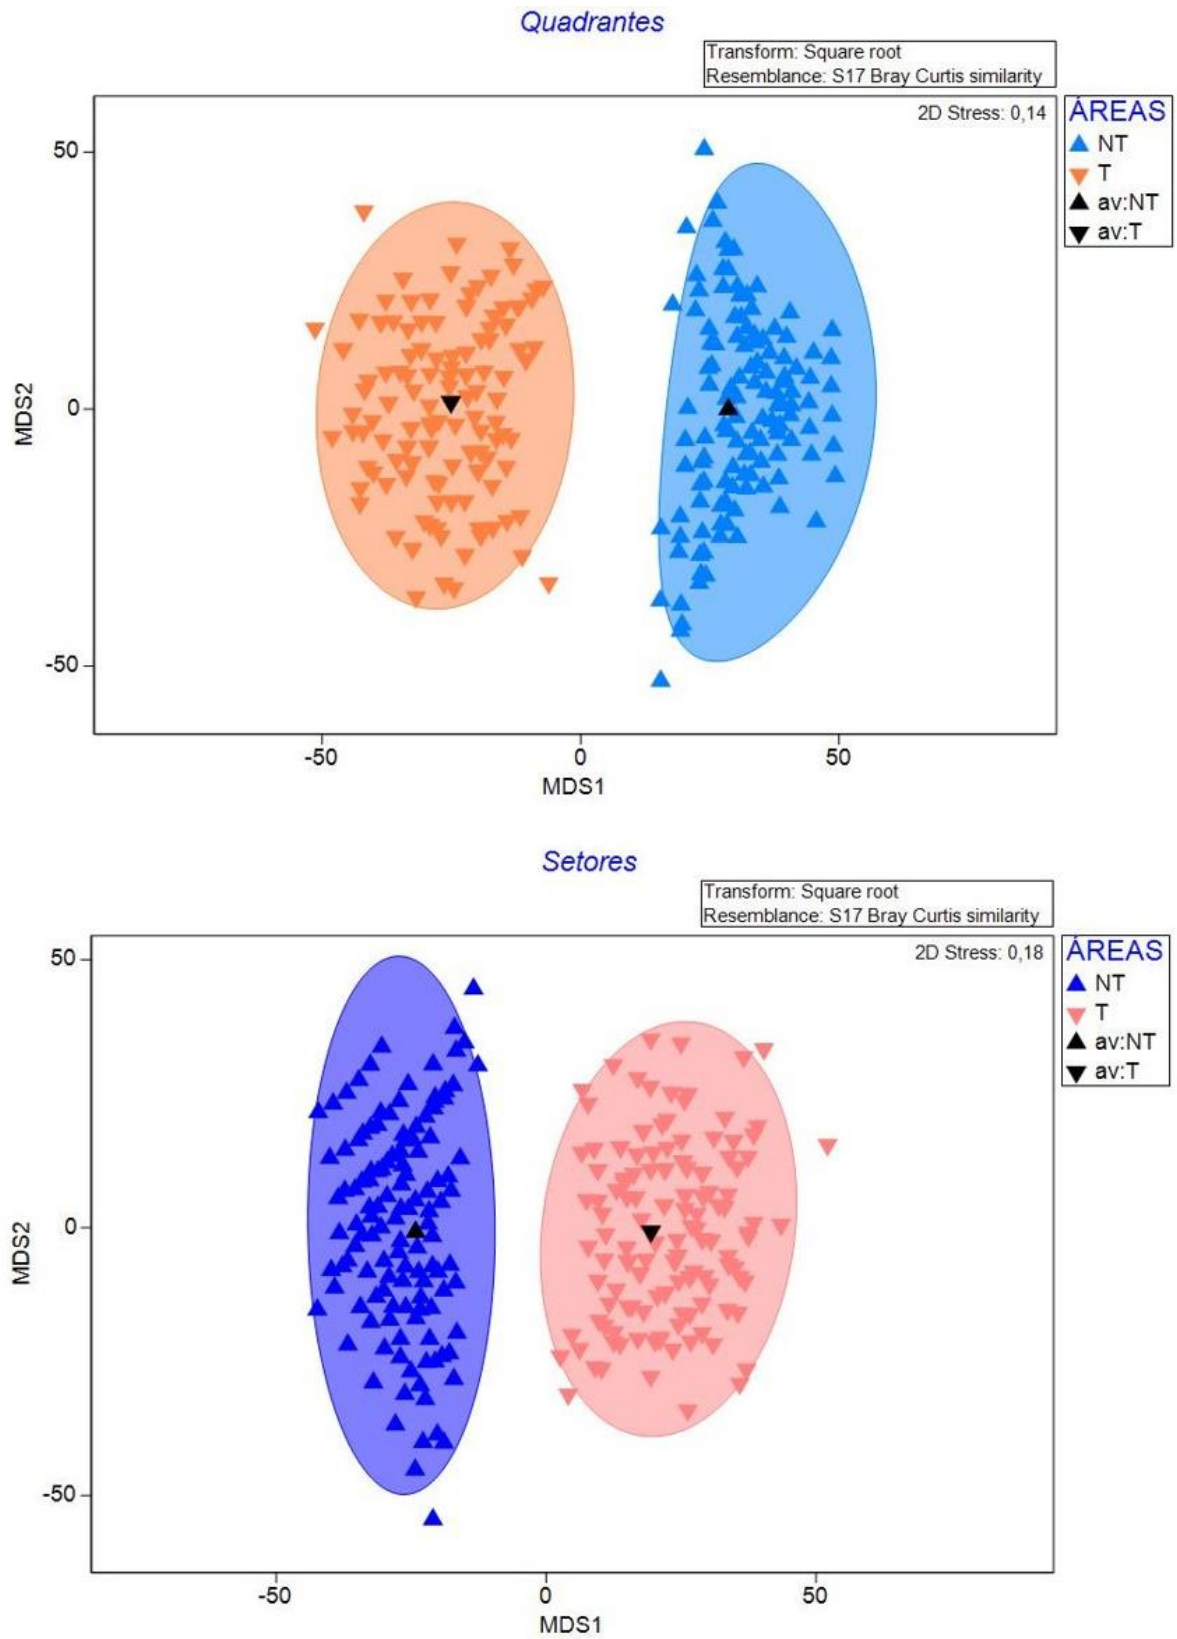 Quadrantes
Transform: Square root
Resemblance: S17 Bray Curtis similarity
2D Stress: 0,14
ÁREAS
NT
T
av:NT
av:T
50
0
-50
MDS2
-50
0
50
MDS1
Setores
Transform: Square root
Resemblance: S17 Bray Curtis similarity
2D Stress: 0,18
ÁREAS
NT
T
av:NT
av:T
50
0
-50
MDS2
-50
0
50
MDS1